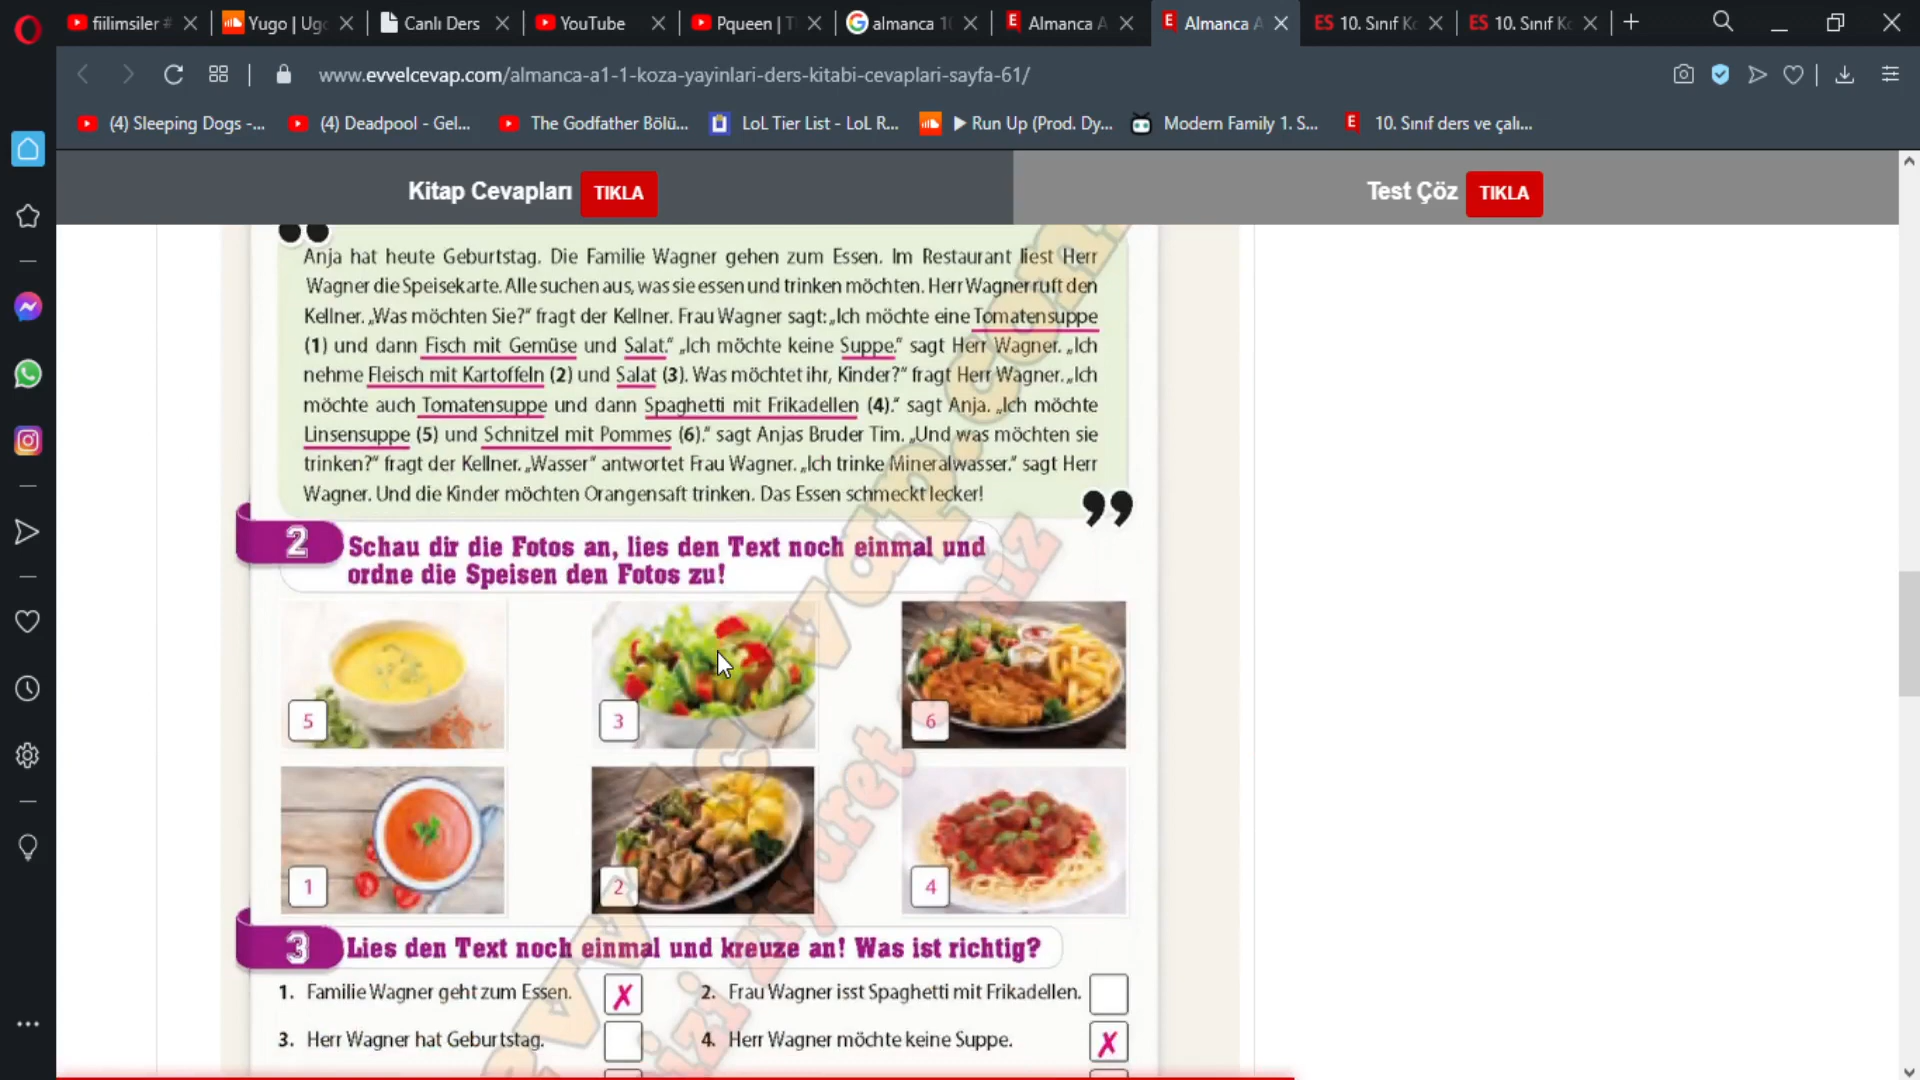 fiilimsiler #
Yugo | Ugo
Canlı Ders
YouTube
Pqueen | T
almanca 10
Almanca A
Almanca A
ES 10. Sınıf Ko
ES 10. Sınıf Ko
www.evvelcevap.com/almanca-a1-1-koza-yayinlari-ders-kitabi-cevaplari-sayfa-61/
(4) Sleeping Dogs -...
(4) Deadpool - Gel...
The Godfather Bölü...
LoL Tier List - LoL R...
▶ Run Up (Prod. Dy...
Modern Family 1. S...
10. Sınıf ders ve çalı...
Kitap Cevapları TIKLA
Test Çöz TIKLA
Anja hat heute Geburtstag. Die Familie Wagner gehen zum Essen. Im Restaurant liest Herr
Wagner die Speisekarte. Alle suchen aus, was sie essen und trinken möchten. Herr Wagner ruft den
Kellner. „Was möchten Sie?“ fragt der Kellner. Frau Wagner sagt: „Ich möchte eine Tomatensuppe
(1) und dann Fisch mit Gemüse und Salat.“ „Ich möchte keine Suppe.“ sagt Herr Wagner. „Ich
nehme Fleisch mit Kartoffeln (2) und Salat (3). Was möchtet ihr, Kinder?“ fragt Herr Wagner. „Ich
möchte auch Tomatensuppe und dann Spaghetti mit Frikadellen (4).“ sagt Anja. „Ich möchte
Linsensuppe (5) und Schnitzel mit Pommes (6).“ sagt Anjas Bruder Tim. „Und was möchten sie
trinken?“ fragt der Kellner. „Wasser“ antwortet Frau Wagner. „Ich trinke Mineralwasser.“ sagt Herr
Wagner. Und die Kinder möchten Orangensaft trinken. Das Essen schmeckt lecker!
2
Schau dir die Fotos an, lies den Text noch einmal und
ordne die Speisen den Fotos zu!
5
3
6
1
2
4
3
Lies den Text noch einmal und kreuze an! Was ist richtig?
1. Familie Wagner geht zum Essen. X
2. Frau Wagner isst Spaghetti mit Frikadellen.
3. Herr Wagner hat Geburtstag.
4. Herr Wagner möchte keine Suppe. X